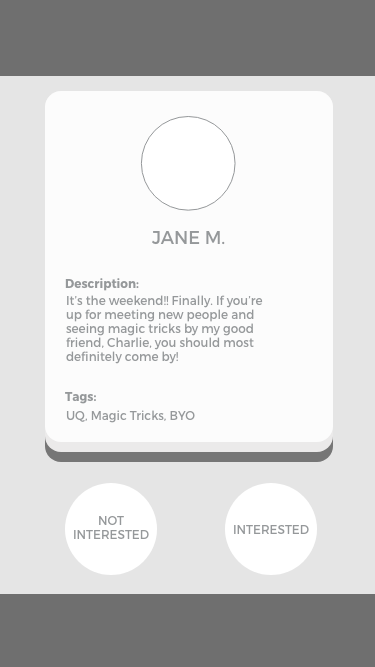 JANE M.
Description:
It's the weekend!! Finally. If you're
up for meeting new people and
seeing magic tricks by my good
friend, Charlie, you should most
definitely come by!
Tags:
UQ, Magic Tricks, BYO
NOT
INTERESTED
INTERESTED